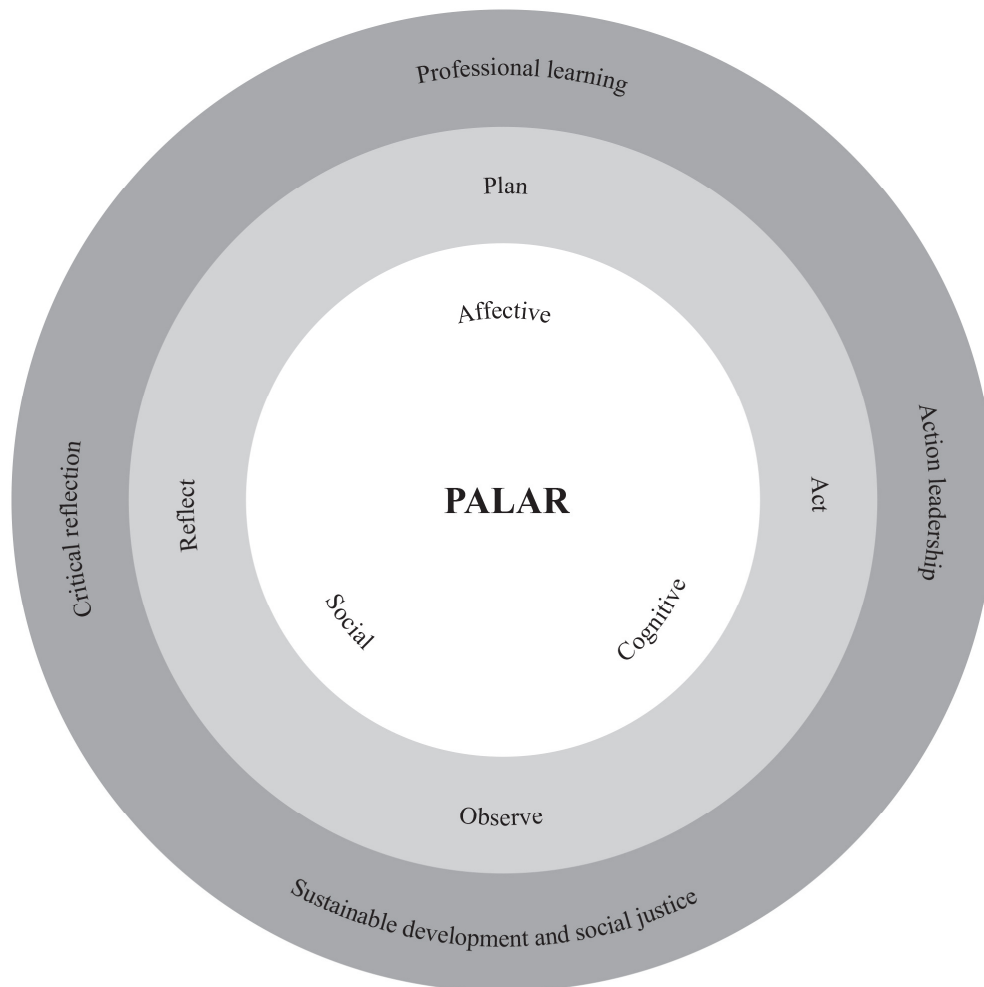 Professional learning
Plan
Affective
Critical reflection
Reflect
PALAR
Act
Action leadership
Social
Cognitive
Observe
Sustainable development and social justice